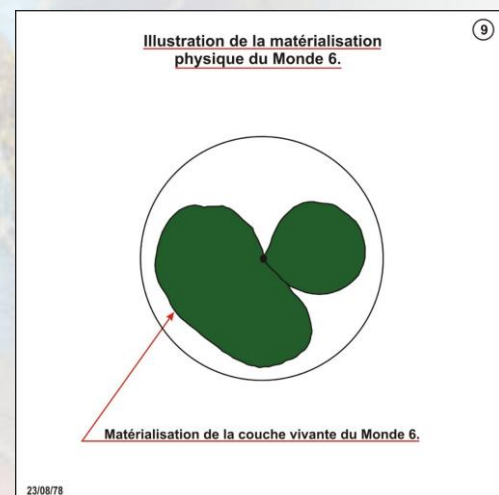 9
Illustration de la matérialisation
physique du Monde 6.
Matérialisation de la couche vivante du Monde 6.
23/08/78